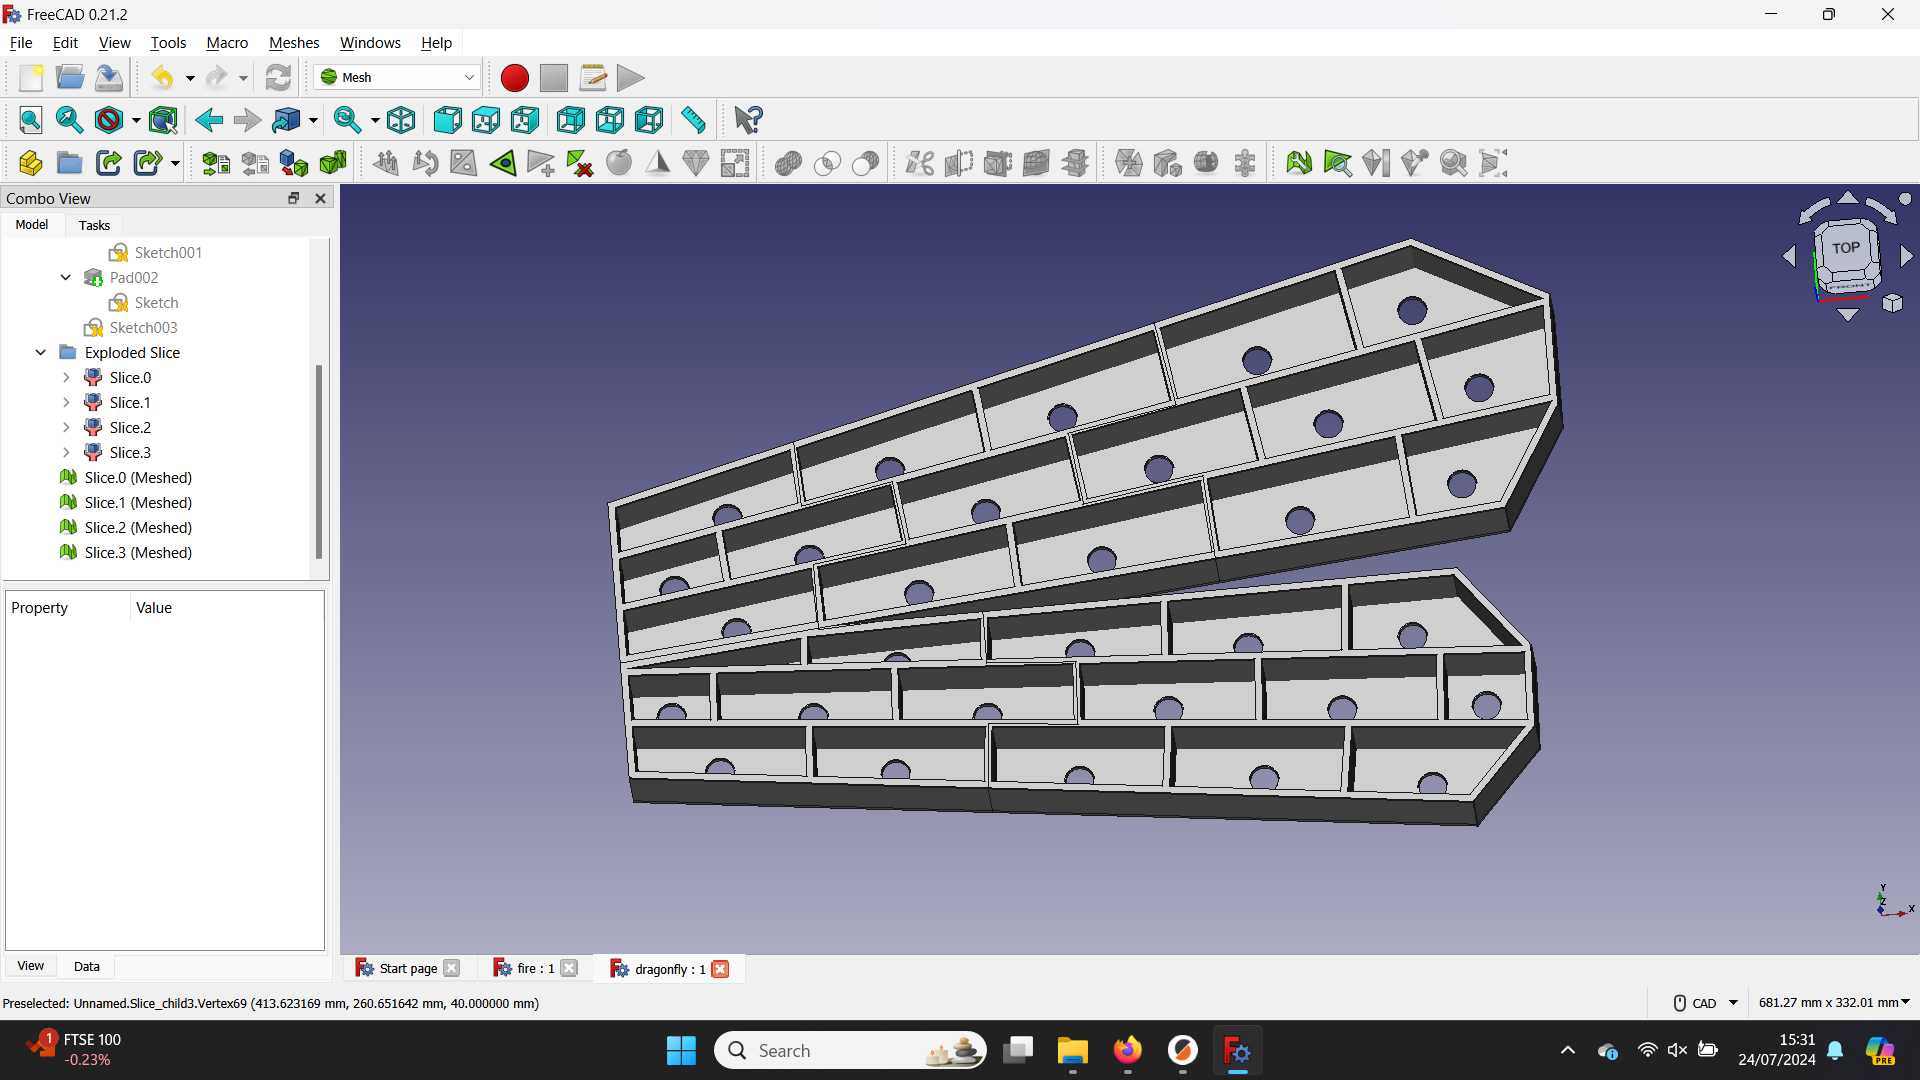 FreeCAD 0.21.2
File Edit View Tools Macro Meshes Windows Help
Mesh
Combo View
Model Tasks
Sketch001
Pad002
Sketch
Sketch003
Exploded Slice
Slice.0
Slice.1
Slice.2
Slice.3
Slice.0 (Meshed)
Slice.1 (Meshed)
Slice.2 (Meshed)
Slice.3 (Meshed)
Property Value
View Data
TOP
FRONT
Y
Z
X
Start page fire : 1 dragonfly : 1
Preselected: Unnamed.Slice_child3.Vertex69 (413.623169 mm, 260.651642 mm, 40.000000 mm)
CAD 681.27 mm x 332.01 mm
1
FTSE 100
-0.23%
Search
15:31
24/07/2024
PRE